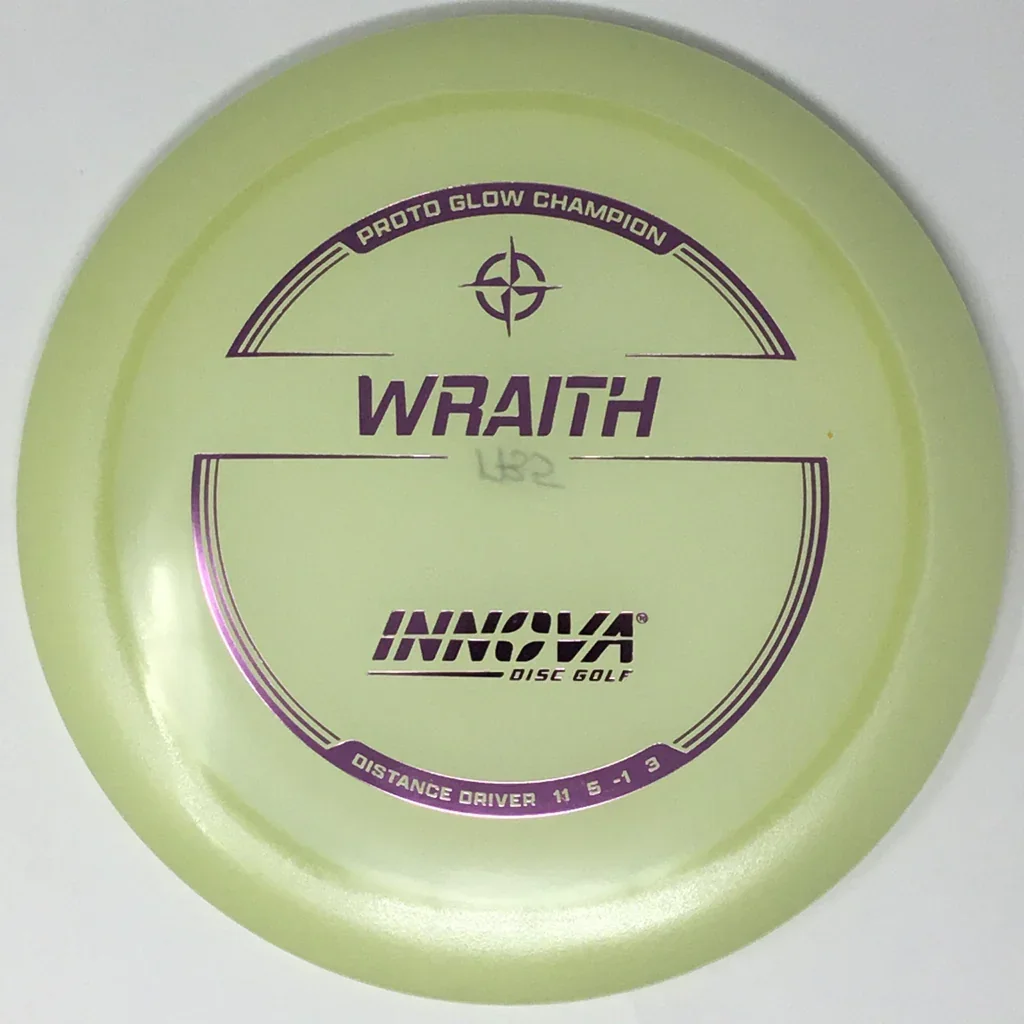 PROTO GLOW CHAMPION
WRAITH
INNOVA®
DISC GOLF
DISTANCE DRIVER 11 5 -1 3